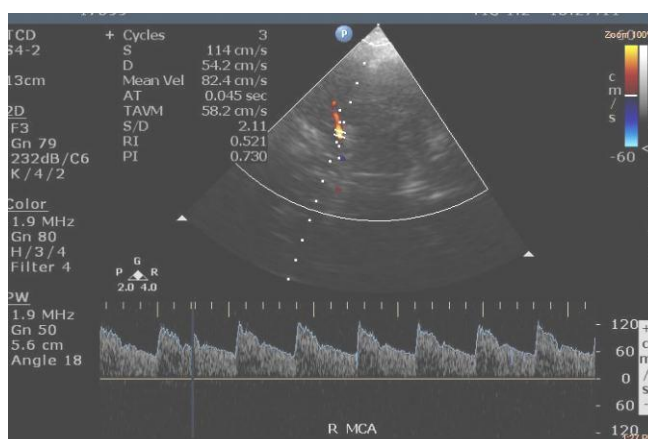 TCD
S4-2
13cm
2D
F3
Gn 79
232dB/C6
K/4/2
Color
1.9 MHz
Gn 80
H/3/4
Filter 4
PW
1.9 MHz
Gn 50
5.6 cm
Angle 18
+ Cycles 3
S 114 cm/s
D 54.2 cm/s
Mean Vel 82.4 cm/s
AT 0.045 sec
TAVM 58.2 cm/s
S/D 2.11
RI 0.521
PI 0.730
P
G
P R
2.0 4.0
Zoom 100%
c
m
/
s
-60
120
60
0
60
- 120
+
c
m
/s
-
R MCA